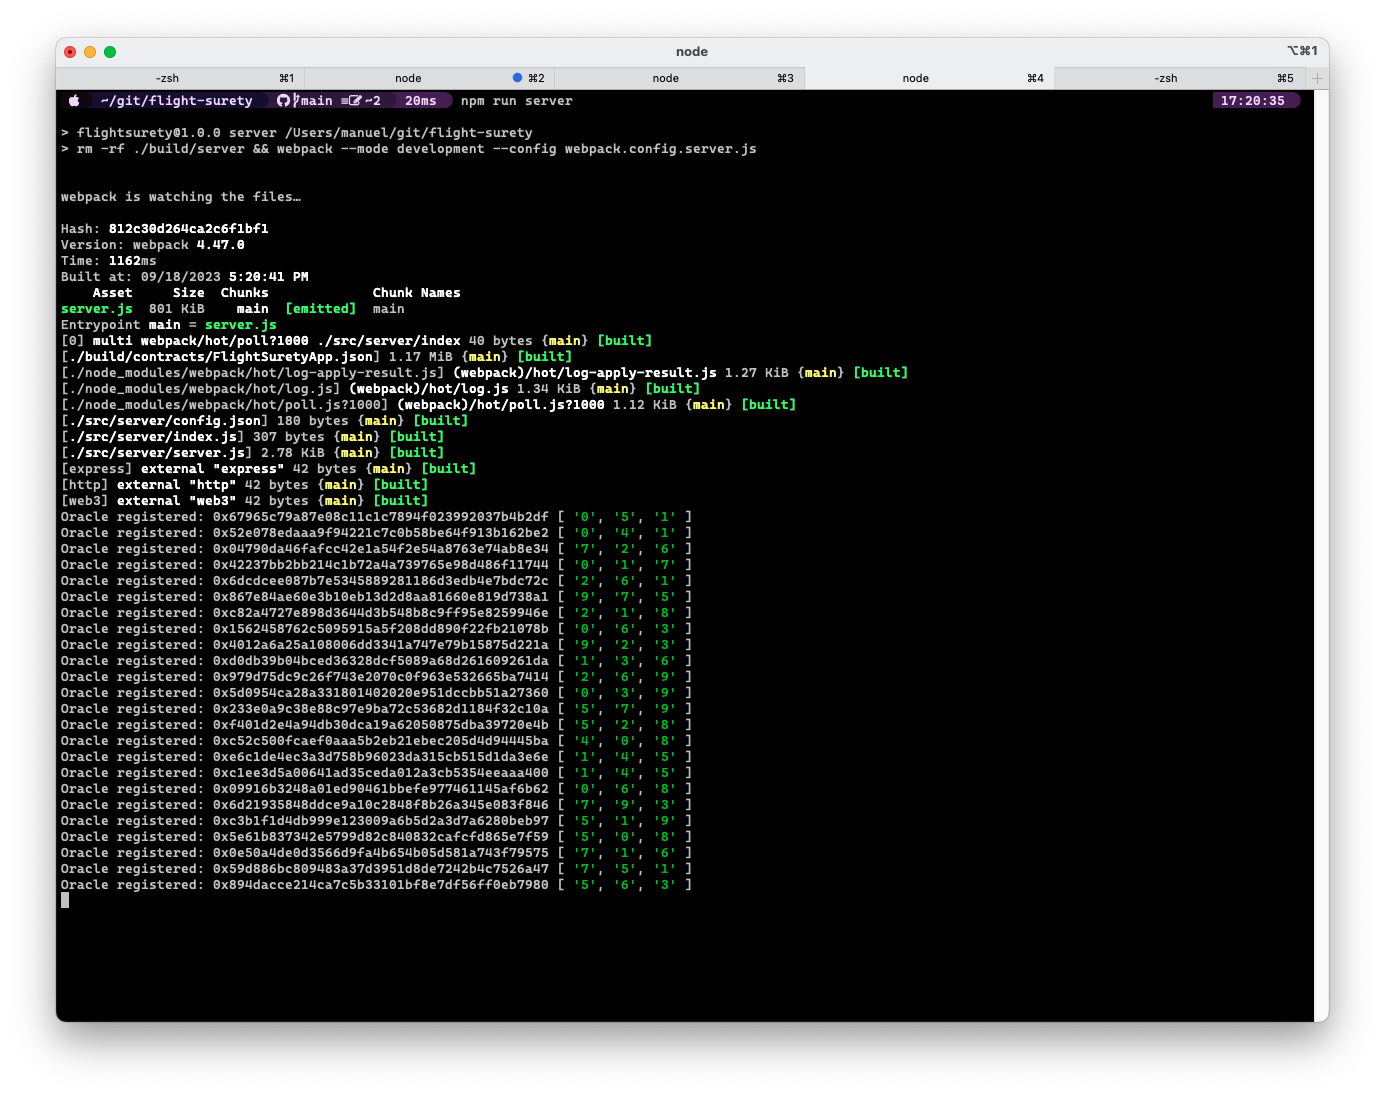 node ⌥⌘1
-zsh ⌘1 node ⌘2 node ⌘3 node ⌘4 -zsh ⌘5
~/git/flight-surety main ≡ ~2 20ms npm run server 17:20:35
> flightsurety@1.0.0 server /Users/manuel/git/flight-surety
> rm -rf ./build/server && webpack --mode development --config webpack.config.server.js
webpack is watching the files…
Hash: 812c30d264ca2c6f1bf1
Version: webpack 4.47.0
Time: 1162ms
Built at: 09/18/2023 5:20:41 PM
Asset Size Chunks Chunk Names
server.js 801 KiB main [emitted] main
Entrypoint main = server.js
[0] multi webpack/hot/poll?1000 ./src/server/index 40 bytes {main} [built]
[./build/contracts/FlightSuretyApp.json] 1.17 MiB {main} [built]
[./node_modules/webpack/hot/log-apply-result.js] (webpack)/hot/log-apply-result.js 1.27 KiB {main} [built]
[./node_modules/webpack/hot/log.js] (webpack)/hot/log.js 1.34 KiB {main} [built]
[./node_modules/webpack/hot/poll.js?1000] (webpack)/hot/poll.js?1000 1.12 KiB {main} [built]
[./src/server/config.json] 180 bytes {main} [built]
[./src/server/index.js] 307 bytes {main} [built]
[./src/server/server.js] 2.78 KiB {main} [built]
[express] external "express" 42 bytes {main} [built]
[http] external "http" 42 bytes {main} [built]
[web3] external "web3" 42 bytes {main} [built]
Oracle registered: 0x67965c79a87e08c11c1c7894f023992037b4b2df [ '0', '5', '1' ]
Oracle registered: 0x52e078edaaa9f94221c7c0b58be64f913b162be2 [ '0', '4', '1' ]
Oracle registered: 0x04790da46fafcc42e1a54f2e54a8763e74ab8e34 [ '7', '2', '6' ]
Oracle registered: 0x42237bb2bb214c1b72a4a739765e98d486f11744 [ '0', '1', '7' ]
Oracle registered: 0x6dcdcee087b7e5345889281186d3edb4e7bdc72c [ '2', '6', '1' ]
Oracle registered: 0x867e84ae60e3b10eb13d2d8aa81660e819d738a1 [ '9', '7', '5' ]
Oracle registered: 0xc82a4727e898d3644d3b548b8c9ff95e8259946e [ '2', '1', '8' ]
Oracle registered: 0x1562458762c5095915a5f208dd890f22fb21078b [ '0', '6', '3' ]
Oracle registered: 0x4012a6a25a108006dd3341a747e79b15875d221a [ '9', '2', '3' ]
Oracle registered: 0xd0db39b04bced36328dcf5089a68d261609261da [ '1', '3', '6' ]
Oracle registered: 0x979d75dc9c26f743e2070c0f963e532665ba7414 [ '2', '6', '9' ]
Oracle registered: 0x5d0954ca28a331801402020e951dccbb51a27360 [ '0', '3', '9' ]
Oracle registered: 0x233e0a9c38e88c97e9ba72c53682d1184f32c10a [ '5', '7', '9' ]
Oracle registered: 0xf401d2e4a94db30dca19a62050875dba39720e4b [ '5', '2', '8' ]
Oracle registered: 0xc52c500fcaef0aaa5b2eb21ebec205d4d94445ba [ '4', '0', '8' ]
Oracle registered: 0xe6c1de4ec3a3d758b96023da315cb515d1da3e6e [ '1', '4', '5' ]
Oracle registered: 0xc1ee3d5a00641ad35ceda012a3cb5354eeaaa400 [ '1', '4', '5' ]
Oracle registered: 0x09916b3248a01ed90461bbefe977461145af6b62 [ '0', '6', '8' ]
Oracle registered: 0x6d21935848ddce9a10c2848f8b26a345e083f846 [ '7', '9', '3' ]
Oracle registered: 0xc3b1f1d4db999e123009a6b5d2a3d7a6280beb97 [ '5', '1', '9' ]
Oracle registered: 0x5e61b837342e5799d82c840832cafcfd865e7f59 [ '5', '0', '8' ]
Oracle registered: 0x0e50a4de0d3566d9fa4b654b05d581a743f79575 [ '7', '1', '6' ]
Oracle registered: 0x59d886bc809483a37d3951d8de7242b4c7526a47 [ '7', '5', '1' ]
Oracle registered: 0x894dacce214ca7c5b33101bf8e7df56ff0eb7980 [ '5', '6', '3' ]